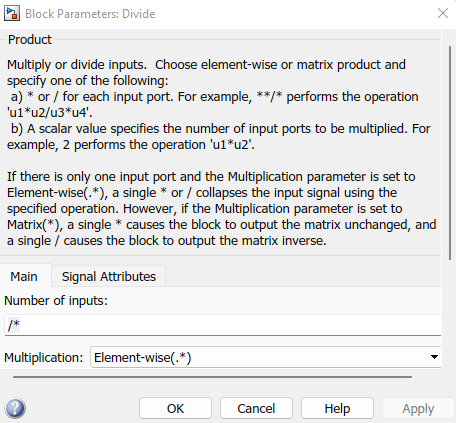 Block Parameters: Divide
Product
Multiply or divide inputs.  Choose element-wise or matrix product and
specify one of the following:
a) * or / for each input port. For example, **/* performs the operation
'u1*u2/u3*u4'.
b) A scalar value specifies the number of input ports to be multiplied. For
example, 2 performs the operation 'u1*u2'.
If there is only one input port and the Multiplication parameter is set to
Element-wise(.*), a single * or / collapses the input signal using the
specified operation. However, if the Multiplication parameter is set to
Matrix(*), a single * causes the block to output the matrix unchanged, and
a single / causes the block to output the matrix inverse.
Main Signal Attributes
Number of inputs:
/*
Multiplication: Element-wise(.*)
? OK Cancel Help Apply